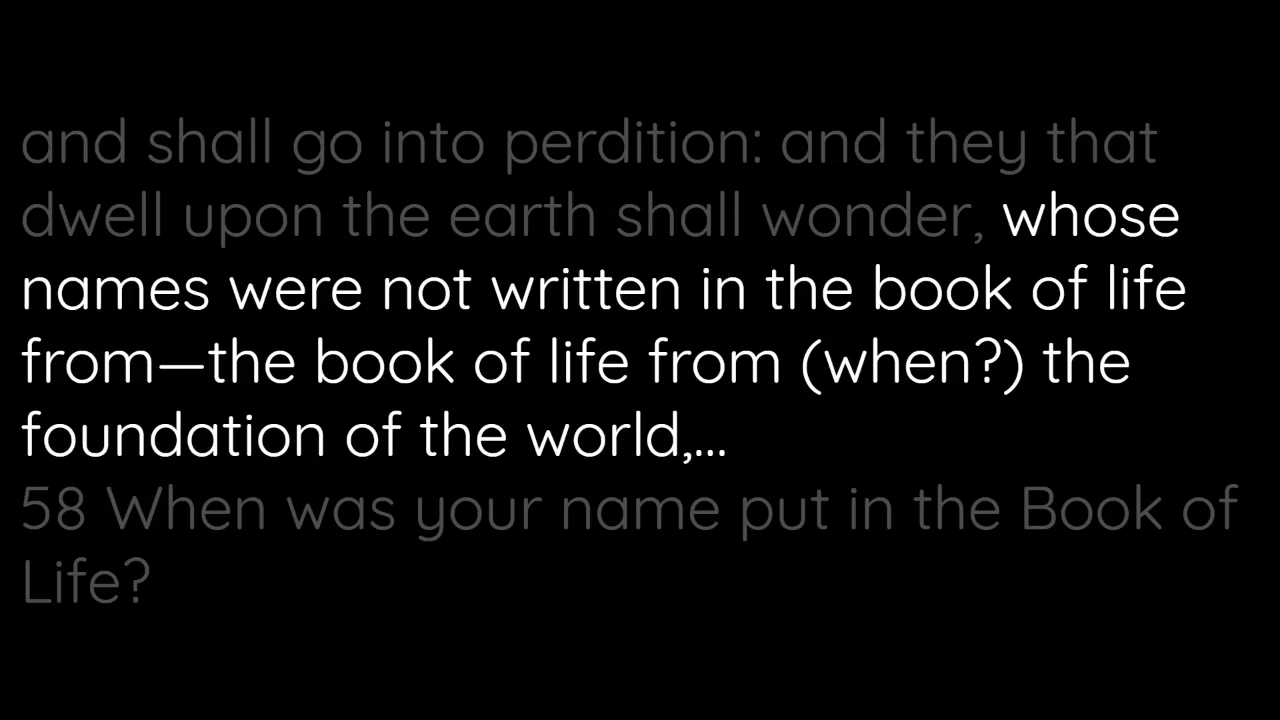 and shall go into perdition: and they that
dwell upon the earth shall wonder, whose
names were not written in the book of life
from—the book of life from (when?) the
foundation of the world,...
58 When was your name put in the Book of
Life?